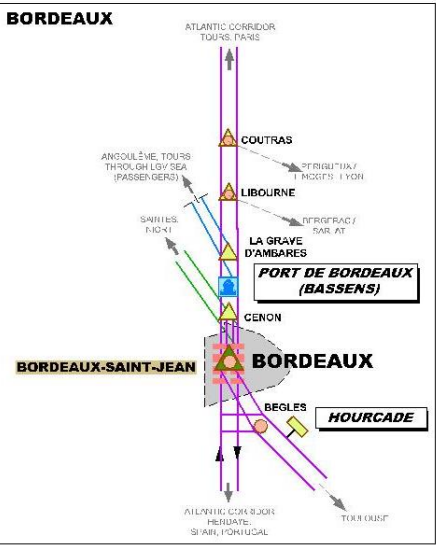 BORDEAUX
ATLANTIC CORRIDOR
TOURS, PARIS
COUTRAS
ANGOULÊME, TOURS
THROUGH LGV SEA
(PASSENGERS)
PERIGUEUX /
LIMOGES, LYON
LIBOURNE
SAINTES,
NIORT
BERGERAC /
SARLAT
LA GRAVE
D'AMBARES
PORT DE BORDEAUX
(BASSENS)
CENON
BORDEAUX-SAINT-JEAN
BORDEAUX
BEGLES
HOURCADE
ATLANTIC CORRIDOR
HENDAYE,
SPAIN, PORTUGAL
TOULOUSE